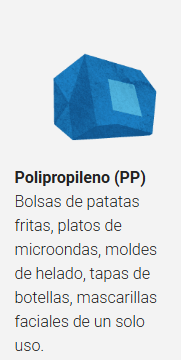 Polipropileno (PP)
Bolsas de patatas
fritas, platos de
microondas, moldes
de helado, tapas de
botellas, mascarillas
faciales de un solo
uso.